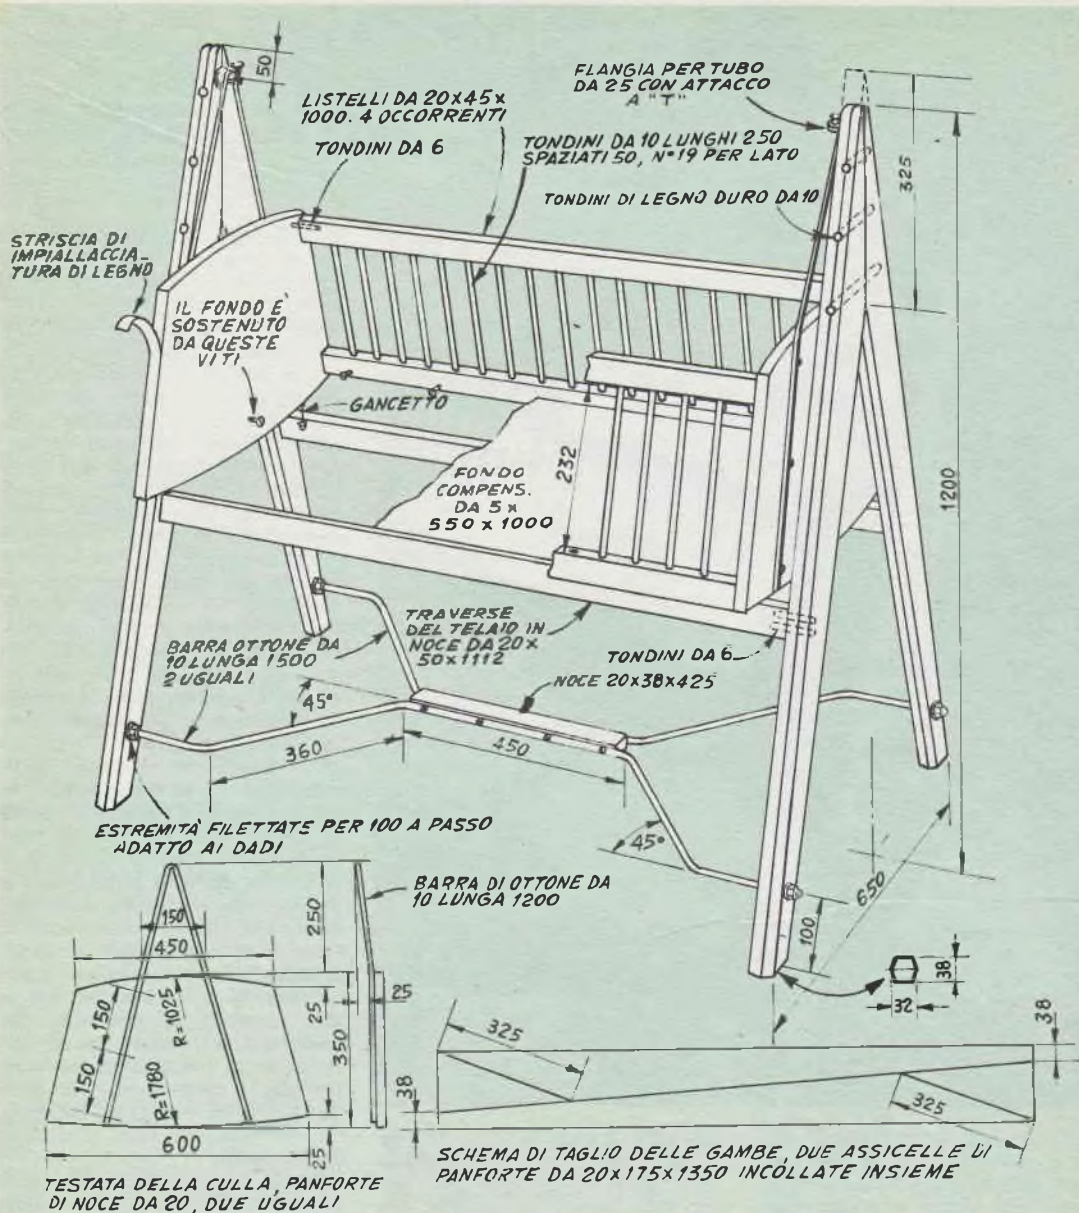 50
FLANGIA PER TUBO
DA 25 CON ATTACCO
A "T"
LISTELLI DA 20x45x
1000. 4 OCCORRENTI
TONDINI DA 6
TONDINI DA 10 LUNGHI 250
SPAZIATI 50, N°19 PER LATO
325
TONDINI DI LEGNO DURO DA 10
STRISCIA DI
IMPIALLACCIA-
TURA DI LEGNO
IL FONDO È
SOSTENUTO
DA QUESTE
VITI
GANCETTO
232
FONDO
COMPENS.
DA 5x
550 x 1000
1200
TRAVERSE
DEL TELAIO IN
NOCE DA 20x
50x1112
BARRA OTTONE DA
10 LUNGA 1500
2 UGUALI
TONDINI DA 6
NOCE 20x38x425
45°
360
450
ESTREMITÀ FILETTATE PER 100 A PASSO
ADATTO AI DADI
45°
650
100
38
32
BARRA DI OTTONE DA
10 LUNGA 1200
150
450
250
150
R=1025
25
350
25
150
R=1780
38
600
25
325
38
325
TESTATA DELLA CULLA, PANFORTE
DI NOCE DA 20, DUE UGUALI
SCHEMA DI TAGLIO DELLE GAMBE, DUE ASSICELLE DI
PANFORTE DA 20x175x1350 INCOLLATE INSIEME